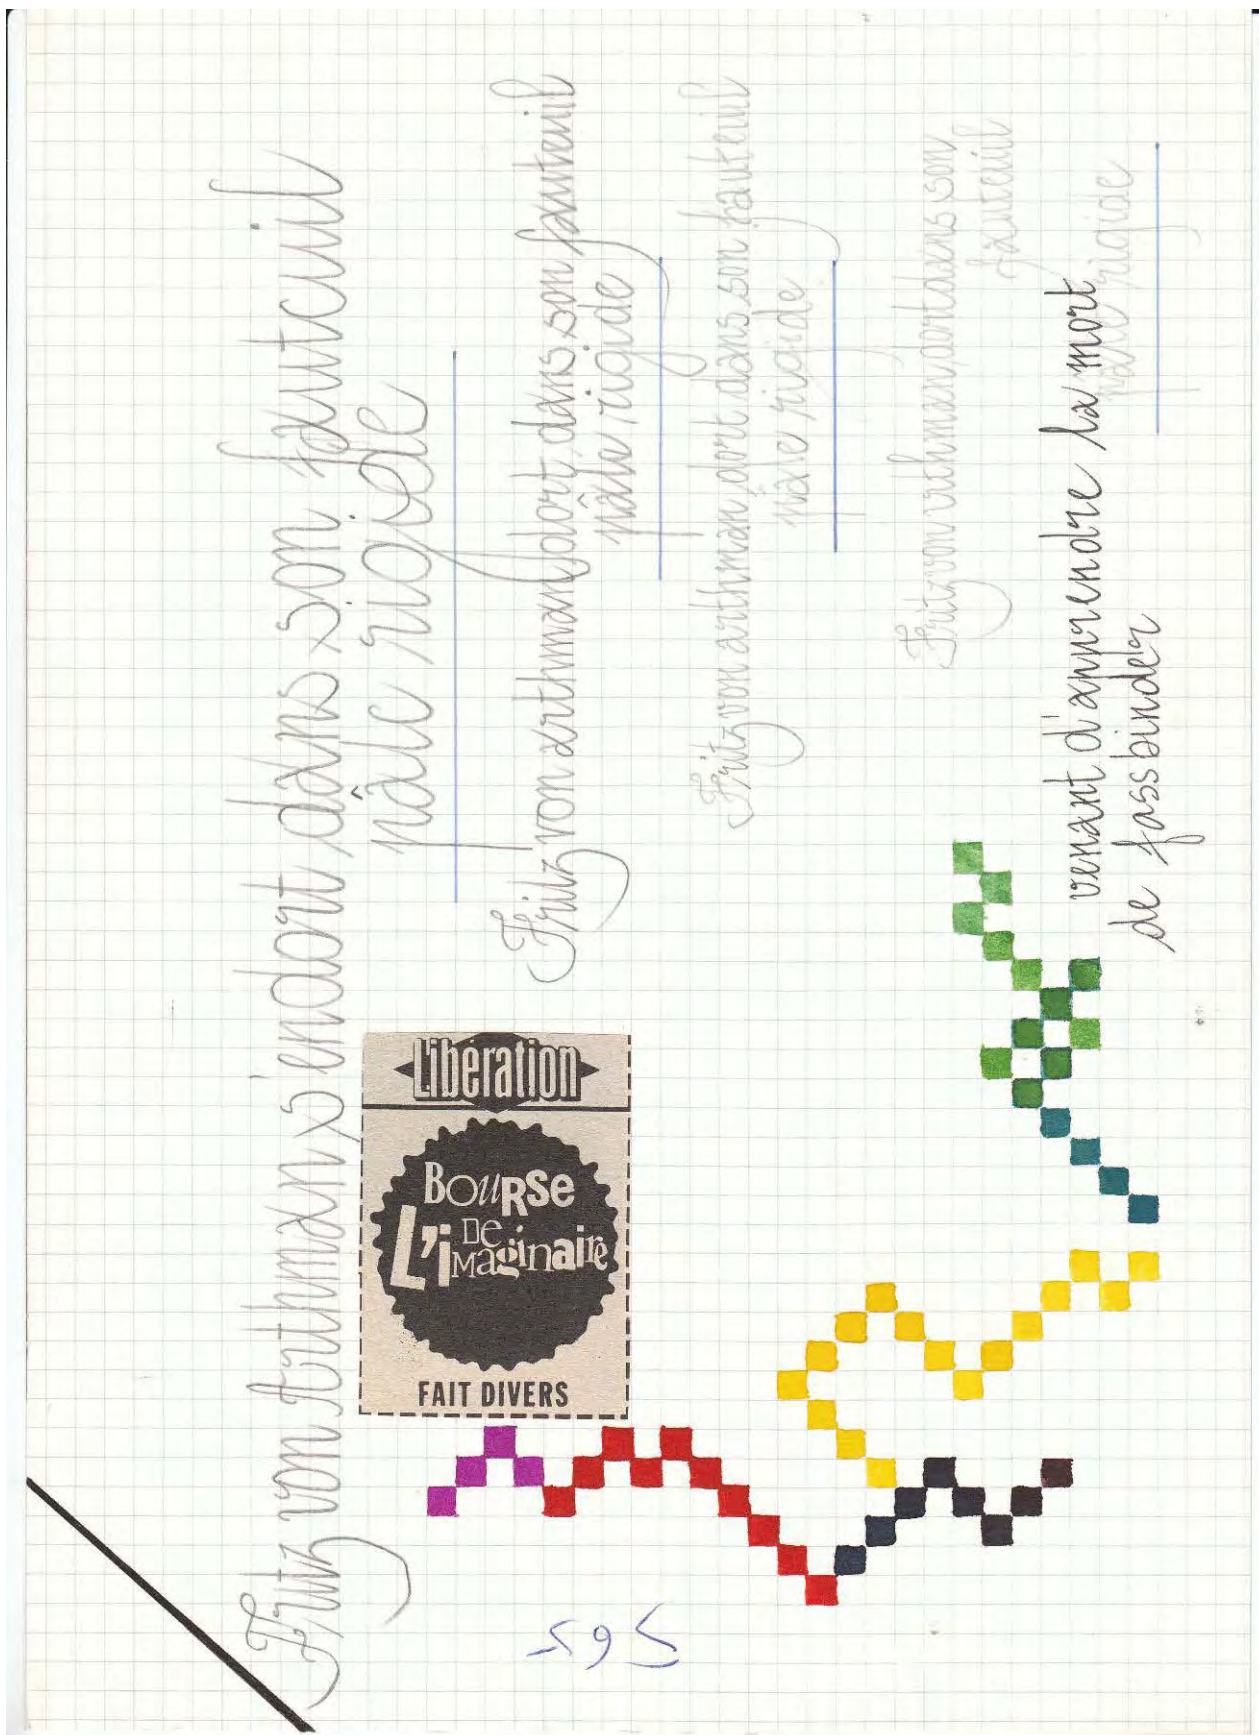 Fritz von Arthman s'endort dans son fauteuil
pâle rigide
Libération
BOURSE
DE
L'imaginaire
FAIT DIVERS
Fritz von arthman dort dans son fauteuil
pâle rigide
Fritz von arthman dort dans son fauteuil
pâle rigide
Fritz von arthman dort dans son
fauteuil
pâle rigide
venant d'apprendre la mort
de fassbinder
595